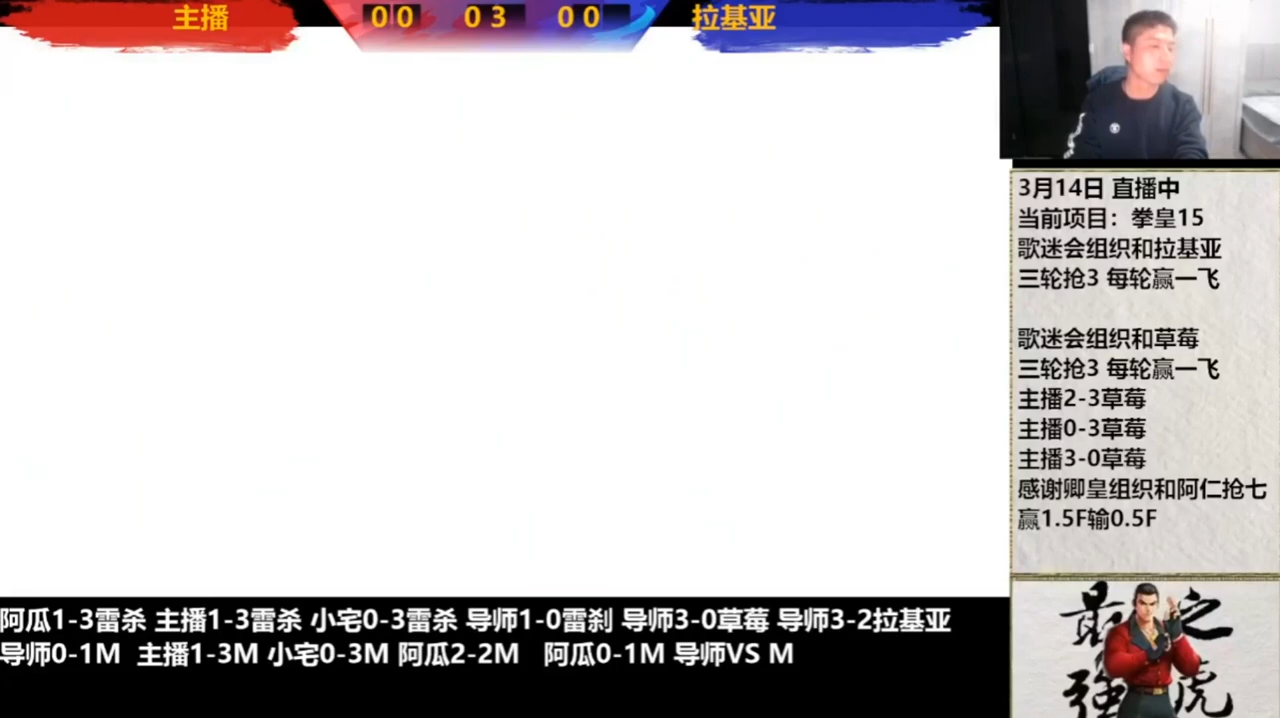 主播 00 03 00 拉基亚
3月14日 直播中
当前项目：拳皇15
歌迷会组织和拉基亚
三轮抢3 每轮赢一飞
歌迷会组织和草莓
三轮抢3 每轮赢一飞
主播2-3草莓
主播0-3草莓
主播3-0草莓
感谢卿皇组织和阿仁抢七
赢1.5F输0.5F
最强之虎
阿瓜1-3雷杀 主播1-3雷杀 小宅0-3雷杀 导师1-0雷刹 导师3-0草莓 导师3-2拉基亚
导师0-1M 主播1-3M 小宅0-3M 阿瓜2-2M 阿瓜0-1M 导师VS M